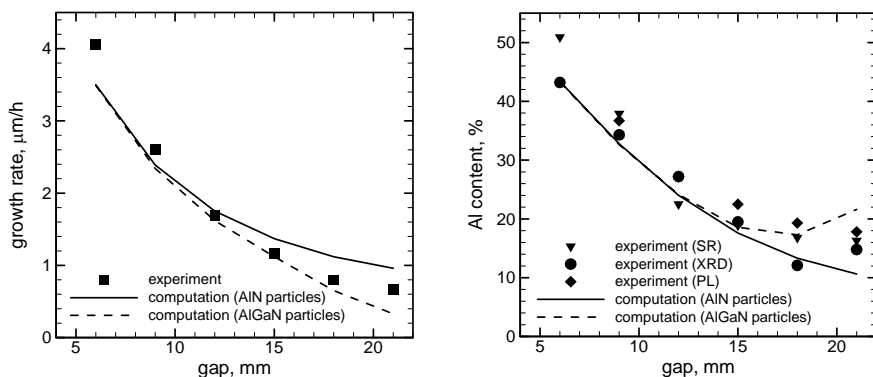 4
3
2
1
0
growth rate, μm/h
experiment
computation (AlN particles)
computation (AlGaN particles)
5
10
15
20
gap, mm
50
40
30
20
10
0
Al content, %
experiment (SR)
experiment (XRD)
experiment (PL)
computation (AlN particles)
computation (AlGaN particles)
5
10
15
20
gap, mm